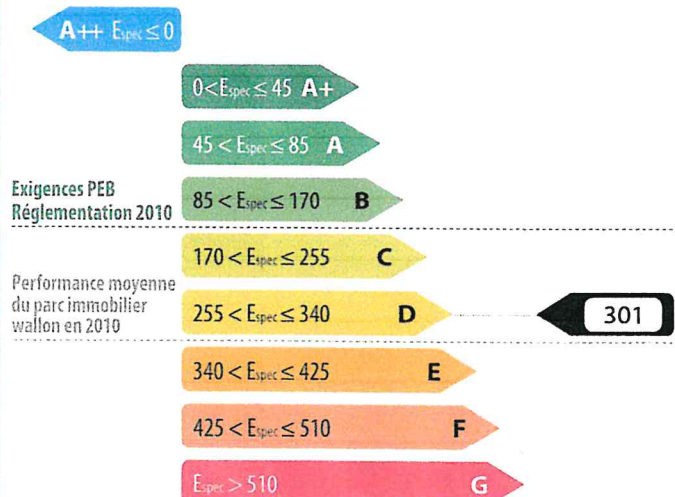 A++ Espec ≤ 0
0 < Espec ≤ 45 A+
45 < Espec ≤ 85 A
Exigences PEB
Réglementation 2010
85 < Espec ≤ 170 B
170 < Espec ≤ 255 C
Performance moyenne
du parc immobilier
wallon en 2010
255 < Espec ≤ 340 D
301
340 < Espec ≤ 425 E
425 < Espec ≤ 510 F
Espec > 510 G